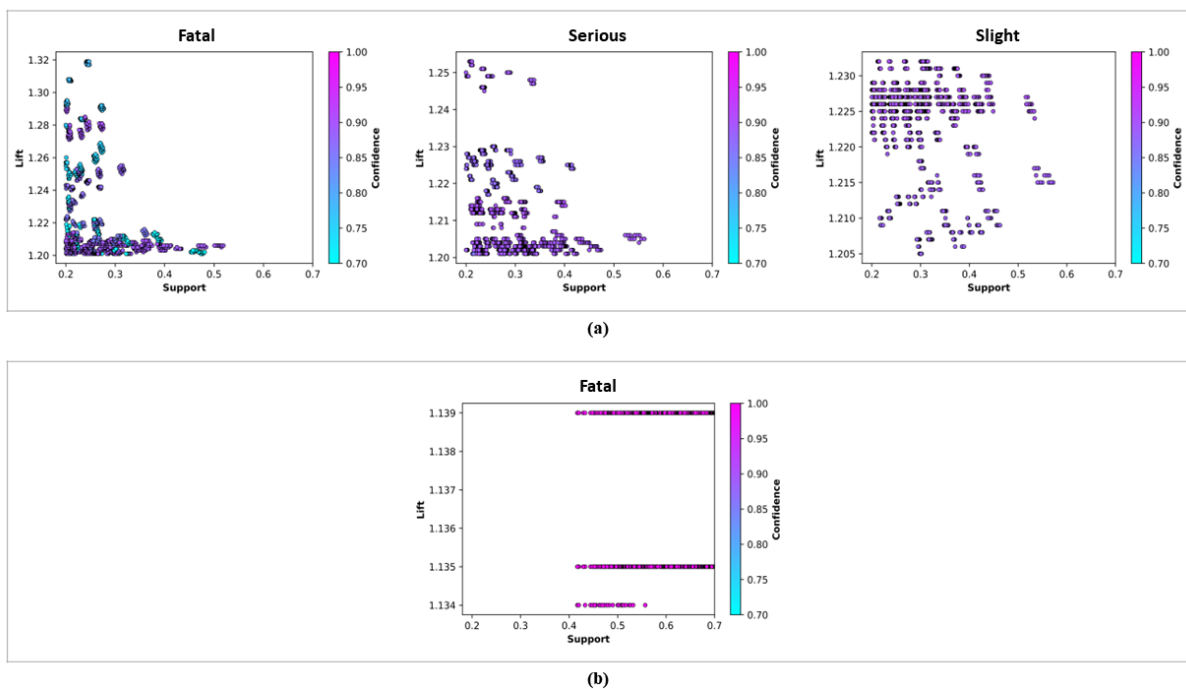 Fatal
Serious
Slight
1.32
1.30
1.28
1.26
1.24
1.22
1.20
Lift
0.2 0.3 0.4 0.5 0.6 0.7
Support
1.00
0.95
0.90
0.85
0.80
0.75
0.70
Confidence
1.25
1.24
1.23
1.22
1.21
1.20
Lift
0.2 0.3 0.4 0.5 0.6 0.7
Support
1.00
0.95
0.90
0.85
0.80
0.75
0.70
Confidence
1.230
1.225
1.220
1.215
1.210
1.205
Lift
0.2 0.3 0.4 0.5 0.6 0.7
Support
1.00
0.95
0.90
0.85
0.80
0.75
0.70
Confidence
(a)
Fatal
1.139
1.138
1.137
1.136
1.135
1.134
Lift
0.2 0.3 0.4 0.5 0.6 0.7
Support
1.00
0.95
0.90
0.85
0.80
0.75
0.70
Confidence
(b)